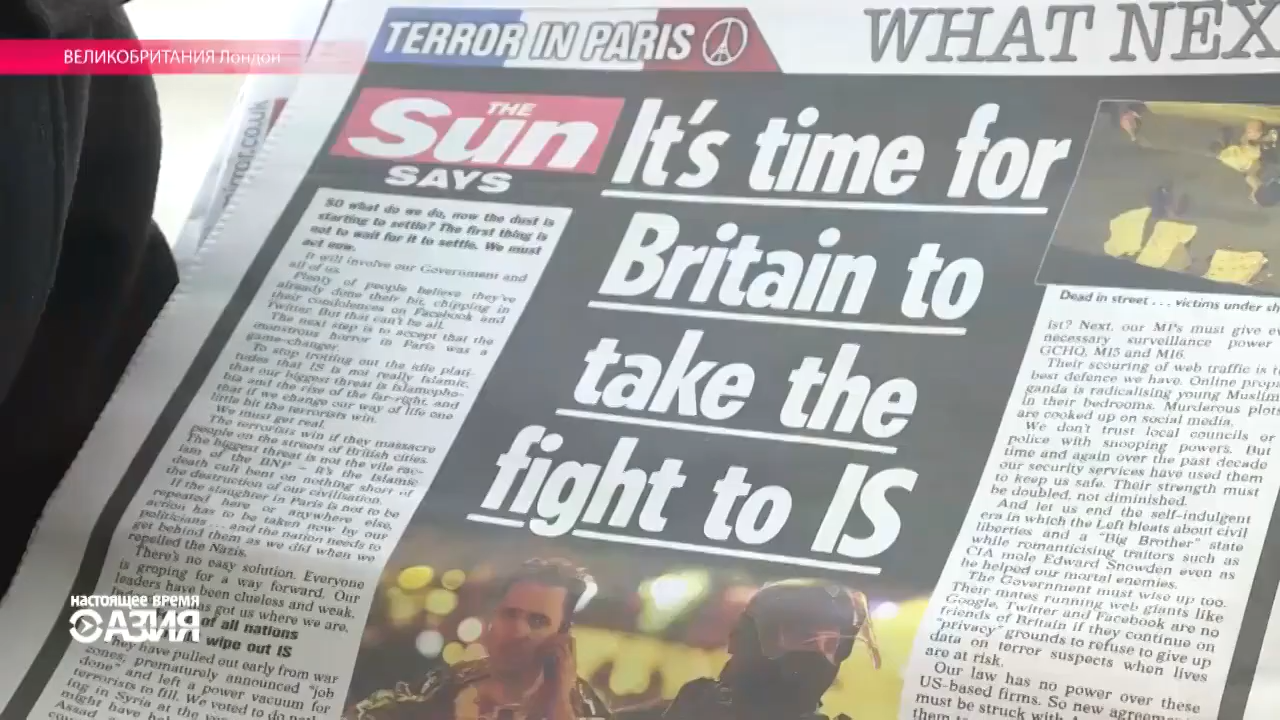 ВЕЛИКОБРИТАНИЯ Лондон
TERROR IN PARIS
WHAT NEX
mirror.co.uk
THE
Sun
SAYS
It's time for
Britain to
take the
fight to IS
SO what do we do, now the dust is
starting to settle? The first thing is
not to wait for it to settle. We must
act now.
It will involve our Government and
all of us.
Plenty of people believe they've
already done their bit, chipping in
their condolences on Facebook and
Twitter. But that can't be all.
The next step is to accept that the
monstrous horror in Paris was a
game-changer.
To stop trotting out the idle plati-
tudes that IS is not really Islamic,
that our biggest threat is Islamopho-
bia and the rise of the far-right, and
that if we change our way of life one
little bit the terrorists win.
We must get real.
The terrorists win if they massacre
people on the streets of British cities.
The biggest threat is not the vile rac-
ism of the BNP – it's the Islamic
death cult bent on nothing short of
the destruction of our civilisation.
If the slaughter in Paris is not to be
repeated here or anywhere else,
action has to be taken now by our
politicians . . . and the nation needs to
get behind them as we did when we
repelled the Nazis.
There's no easy solution. Everyone
is groping for a way forward. Our
leaders have been clueless and weak.
has got us where we are.
of all nations
wipe out IS
They have pulled out early from war
zones; prematurely announced "job
done" and left a power vacuum for
terrorists to fill. We voted to do
ing in Syria at the
might have
Assad
Dead in street . . . victims under sh
ist? Next, our MPs must give ev
necessary surveillance power
GCHQ, MI5 and MI6.
Their scouring of web traffic is th
best defence we have. Online propa
ganda is radicalising young Muslim
in their bedrooms. Murderous plot
are cooked up on social media.
We don't trust local councils or
police with snooping powers. But
time and again over the past decade
our security services have used them
to keep us safe. Their strength must
be doubled, not diminished.
And let us end the self-indulgent
era in which the Left bleats about civil
liberties and a "Big Brother" state
while romanticising traitors such as
CIA mole Edward Snowden even as
he helped our mortal enemies.
The Government must wise up too.
Their mates running web giants like
Google, Twitter and Facebook are no
friends of Britain if they continue on
"privacy" grounds to refuse to give up
data on terror suspects when lives
are at risk.
Our law has no power over these
US-based firms. So new agreeme
must be struck with
them to
настоящее время
АЗИЯ